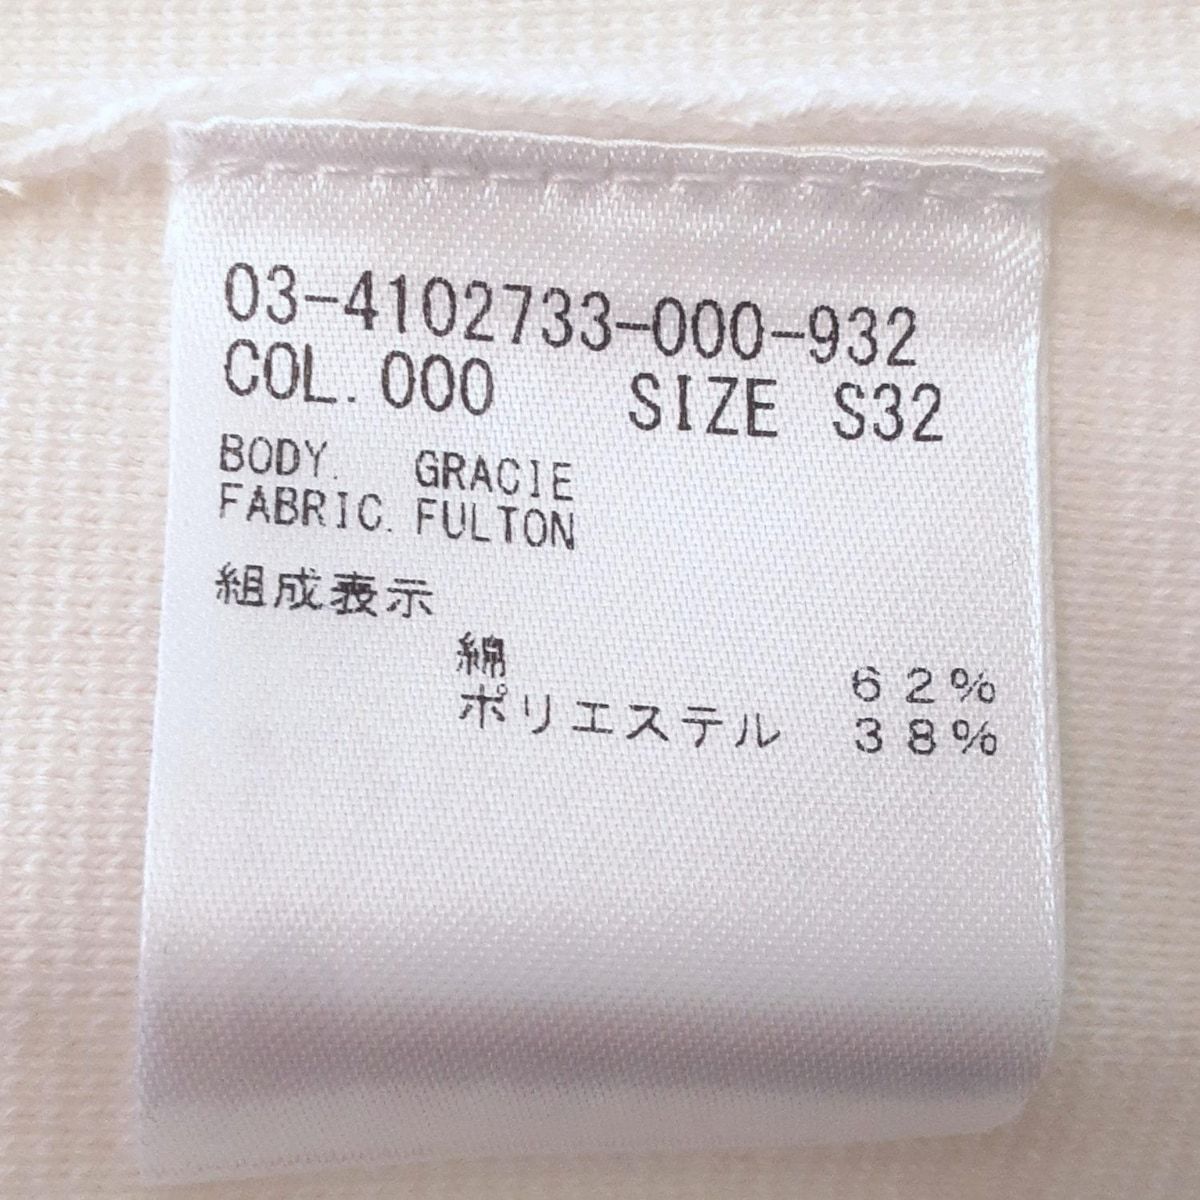 03-4102733-000-932
COL. 000 SIZE S32
BODY. GRACIE
FABRIC. FULTON
組成表示
綿 62%
ポリエステル 38%